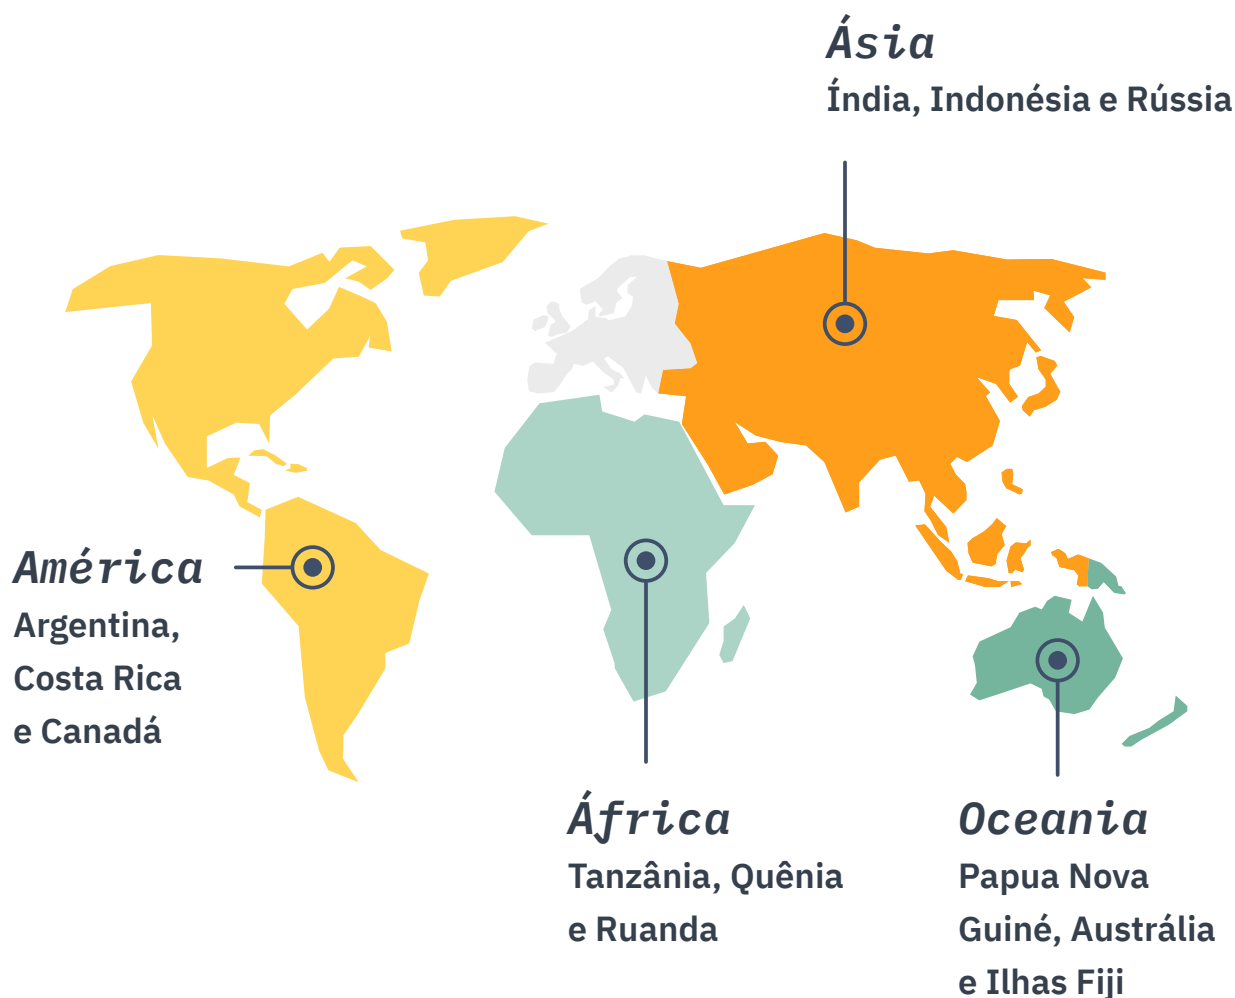 Ásia
Índia, Indonésia e Rússia
América
Argentina,
Costa Rica
e Canadá
África
Tanzânia, Quênia
e Ruanda
Oceania
Papua Nova
Guiné, Austrália
e Ilhas Fiji